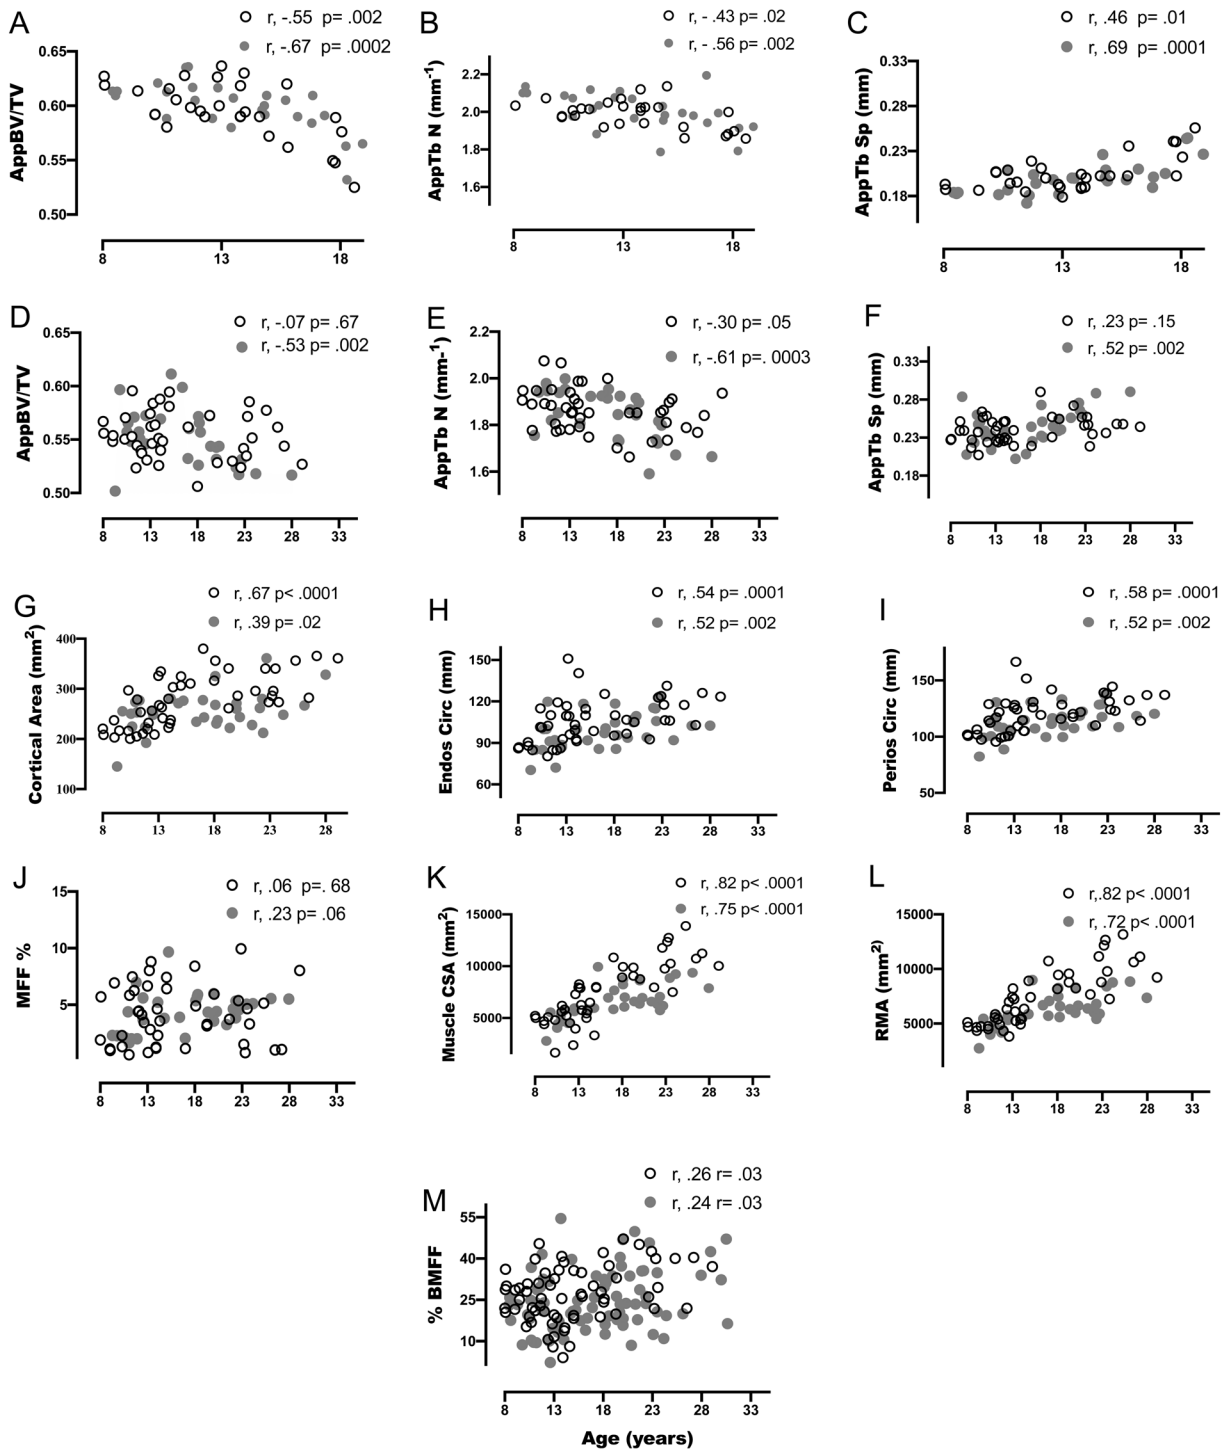 A
r, -.55 p= .002
r, -.67 p= .0002
AppBV/TV
0.65
0.60
0.55
0.50
8 13 18
B
r, - .43 p= .02
r, - .56 p= .002
AppTb N (mm⁻¹)
2.2
2.0
1.8
1.6
8 13 18
C
r, .46 p= .01
r, .69 p= .0001
AppTb Sp (mm)
0.33
0.28
0.23
0.18
8 13 18
D
r, -.07 p= .67
r, -.53 p= .002
AppBV/TV
0.65
0.60
0.55
0.50
8 13 18 23 28 33
E
r, -.30 p= .05
r, -.61 p=. 0003
AppTb N (mm-¹)
2.2
2.0
1.8
1.6
8 13 18 23 28 33
F
r, .23 p= .15
r, .52 p= .002
AppTb Sp (mm)
0.33
0.28
0.23
0.18
8 13 18 23 28 33
G
r, .67 p< .0001
r, .39 p= .02
Cortical Area (mm²)
400
300
200
100
8 13 18 23 28
H
r, .54 p= .0001
r, .52 p= .002
Endos Circ (mm)
150
120
90
60
8 13 18 23 28 33
I
r, .58 p= .0001
r, .52 p= .002
Perios Circ (mm)
150
100
50
8 13 18 23 28 33
J
r, .06 p=. 68
r, .23 p= .06
MFF %
15
10
5
8 13 18 23 28 33
K
r, .82 p< .0001
r, .75 p< .0001
Muscle CSA (mm²)
15000
10000
5000
8 13 18 23 28 33
L
r,.82 p< .0001
r, .72 p< .0001
RMA (mm²)
15000
10000
5000
8 13 18 23 28 33
M
r, .26 r= .03
r, .24 r= .03
% BMFF
55
40
25
10
8 13 18 23 28 33
Age (years)